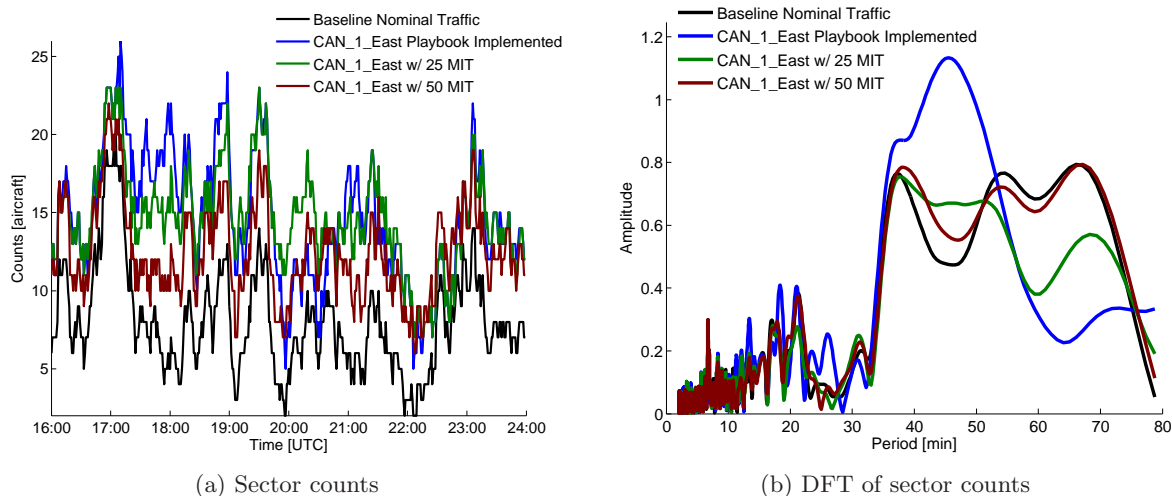 Baseline Nominal Traffic
CAN_1_East Playbook Implemented
CAN_1_East w/ 25 MIT
CAN_1_East w/ 50 MIT
25
20
15
10
5
Counts [aircraft]
16:00 17:00 18:00 19:00 20:00 21:00 22:00 23:00 24:00
Time [UTC]
(a) Sector counts
Baseline Nominal Traffic
CAN_1_East Playbook Implemented
CAN_1_East w/ 25 MIT
CAN_1_East w/ 50 MIT
1.2
1
0.8
0.6
0.4
0.2
0
Amplitude
0 10 20 30 40 50 60 70 80
Period [min]
(b) DFT of sector counts